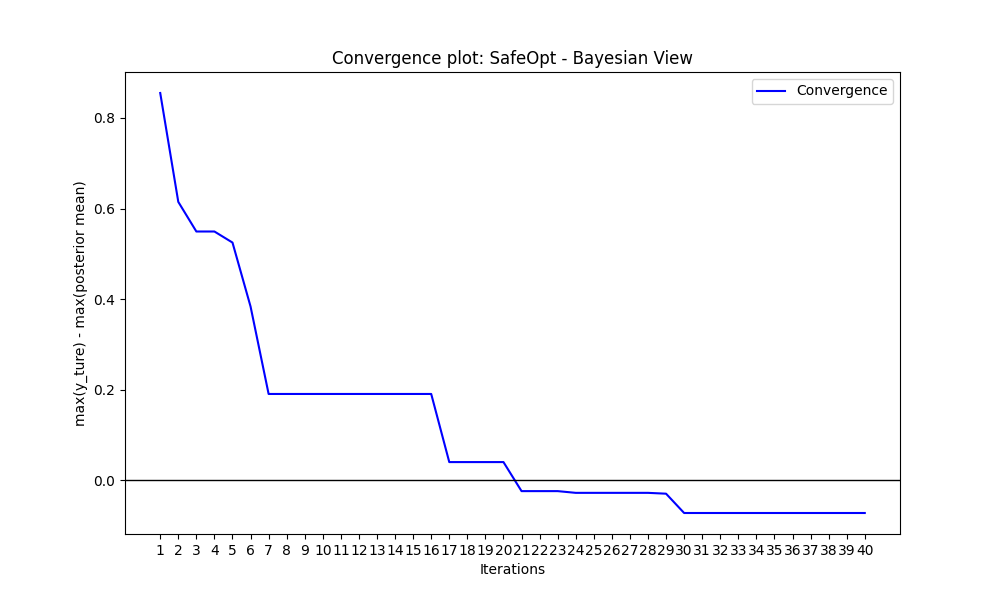 Convergence plot: SafeOpt - Bayesian View
Convergence
max(y_ture) - max(posterior mean)
0.8
0.6
0.4
0.2
0.0
1 2 3 4 5 6 7 8 9 10 11 12 13 14 15 16 17 18 19 20 21 22 23 24 25 26 27 28 29 30 31 32 33 34 35 36 37 38 39 40
Iterations